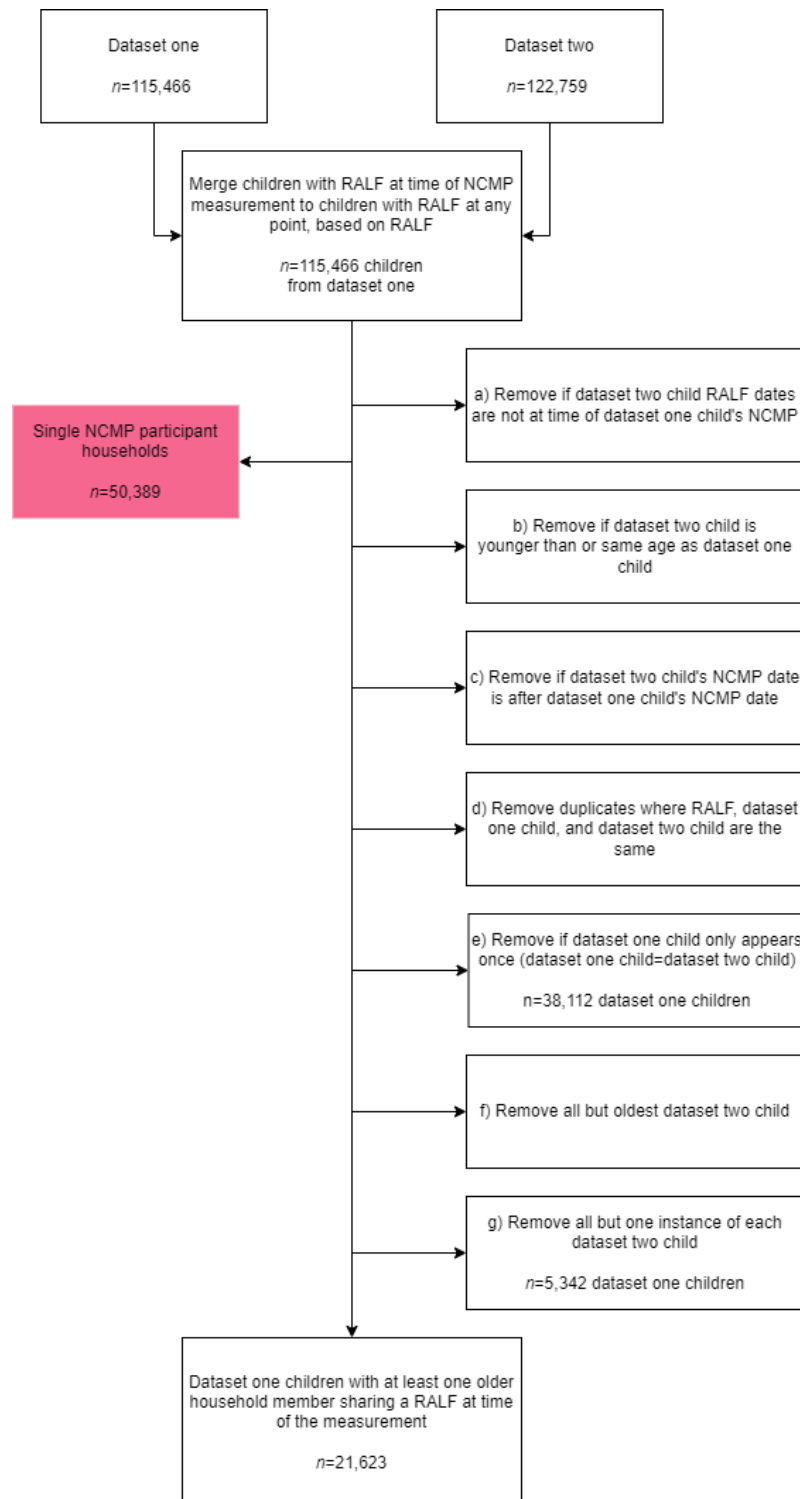 Dataset one
n=115,466
Dataset two
n=122,759
Merge children with RALF at time of NCMP
measurement to children with RALF at any
point, based on RALF
n=115,466 children
from dataset one
a) Remove if dataset two child RALF dates
are not at time of dataset one child's NCMP
Single NCMP participant
households
n=50,389
b) Remove if dataset two child is
younger than or same age as dataset one
child
c) Remove if dataset two child's NCMP date
is after dataset one child's NCMP date
d) Remove duplicates where RALF, dataset
one child, and dataset two child are the
same
e) Remove if dataset one child only appears
once (dataset one child=dataset two child)
n=38,112 dataset one children
f) Remove all but oldest dataset two child
g) Remove all but one instance of each
dataset two child
n=5,342 dataset one children
Dataset one children with at least one older
household member sharing a RALF at time
of the measurement
n=21,623